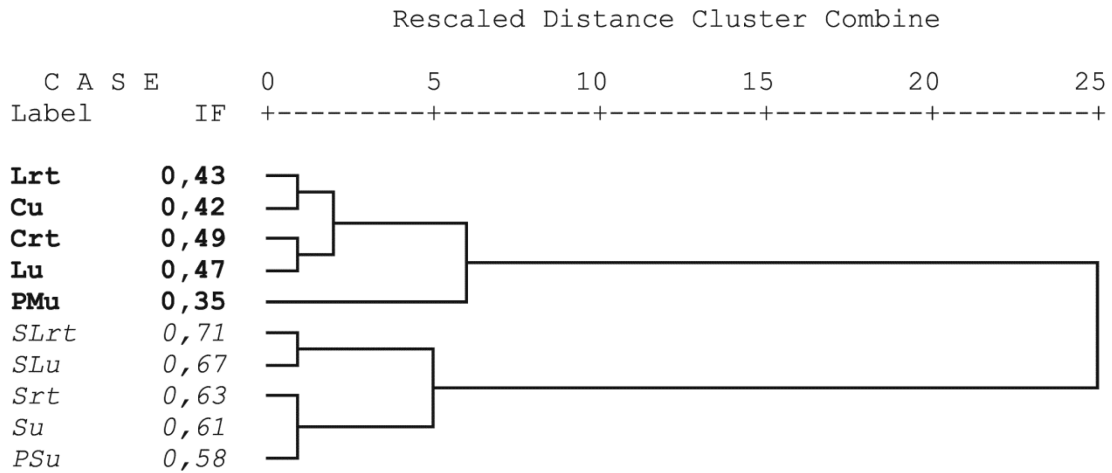 Rescaled Distance Cluster Combine
C A S E 0 5 10 15 20 25
Label IF +---------+---------+---------+---------+---------+
Lrt 0,43
Cu 0,42
Crt 0,49
Lu 0,47
PMu 0,35
SLrt 0,71
SLu 0,67
Srt 0,63
Su 0,61
PSu 0,58